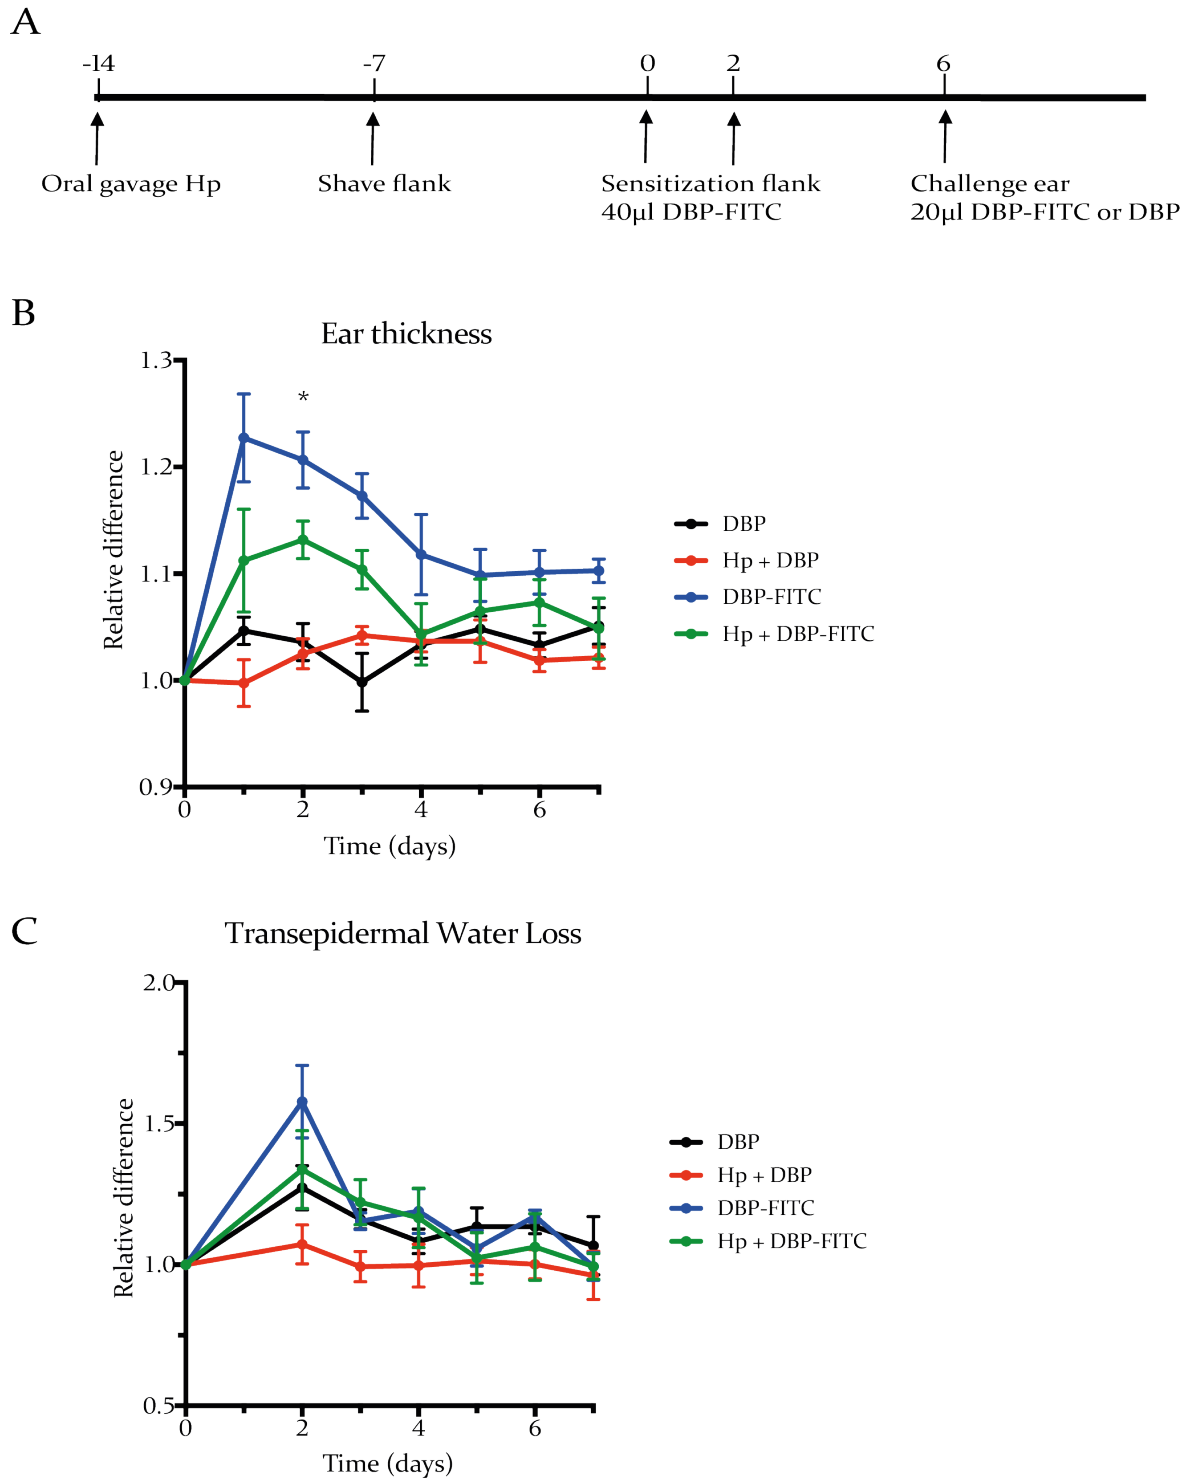 A
-14 -7 0 2 6
Oral gavage Hp
Shave flank
Sensitization flank
40µl DBP-FITC
Challenge ear
20µl DBP-FITC or DBP
B
Ear thickness
Relative difference
1.3
*
1.2
1.1
1.0
0.9
0 2 4 6
Time (days)
DBP
Hp + DBP
DBP-FITC
Hp + DBP-FITC
C
Transepidermal Water Loss
Relative difference
2.0
1.5
1.0
0.5
0 2 4 6
Time (days)
DBP
Hp + DBP
DBP-FITC
Hp + DBP-FITC